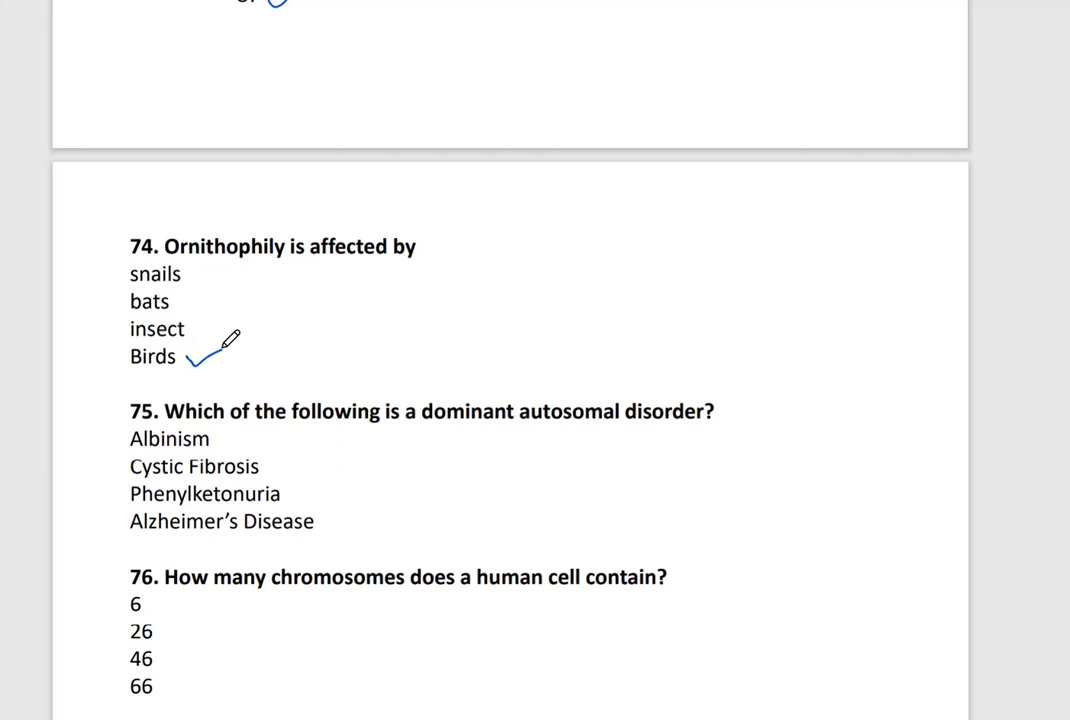 74. Ornithophily is affected by
snails
bats
insect
Birds
75. Which of the following is a dominant autosomal disorder?
Albinism
Cystic Fibrosis
Phenylketonuria
Alzheimer’s Disease
76. How many chromosomes does a human cell contain?
6
26
46
66